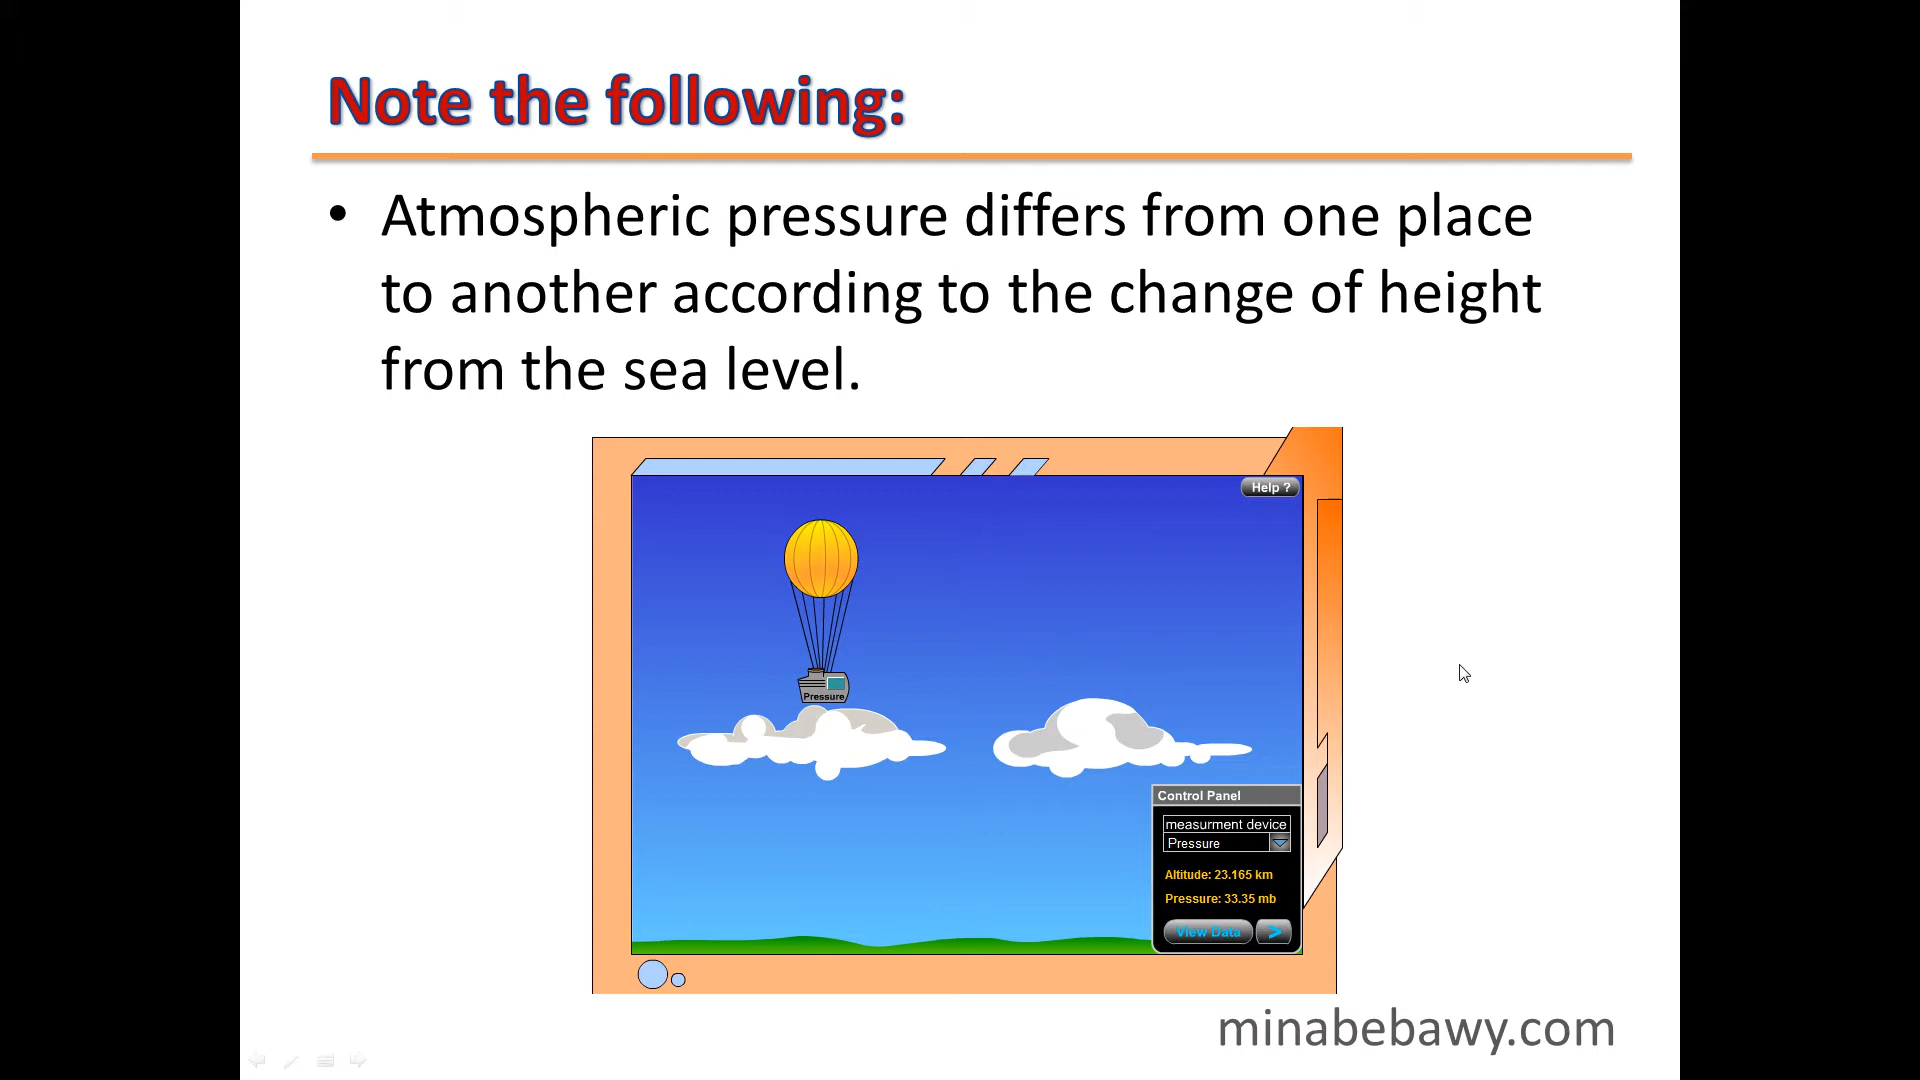 Note the following:
• Atmospheric pressure differs from one place
to another according to the change of height
from the sea level.
Help ?
Pressure
Control Panel
measurment device
Pressure
Altitude: 23.165 km
Pressure: 33.35 mb
View Data >
minabebawy.com